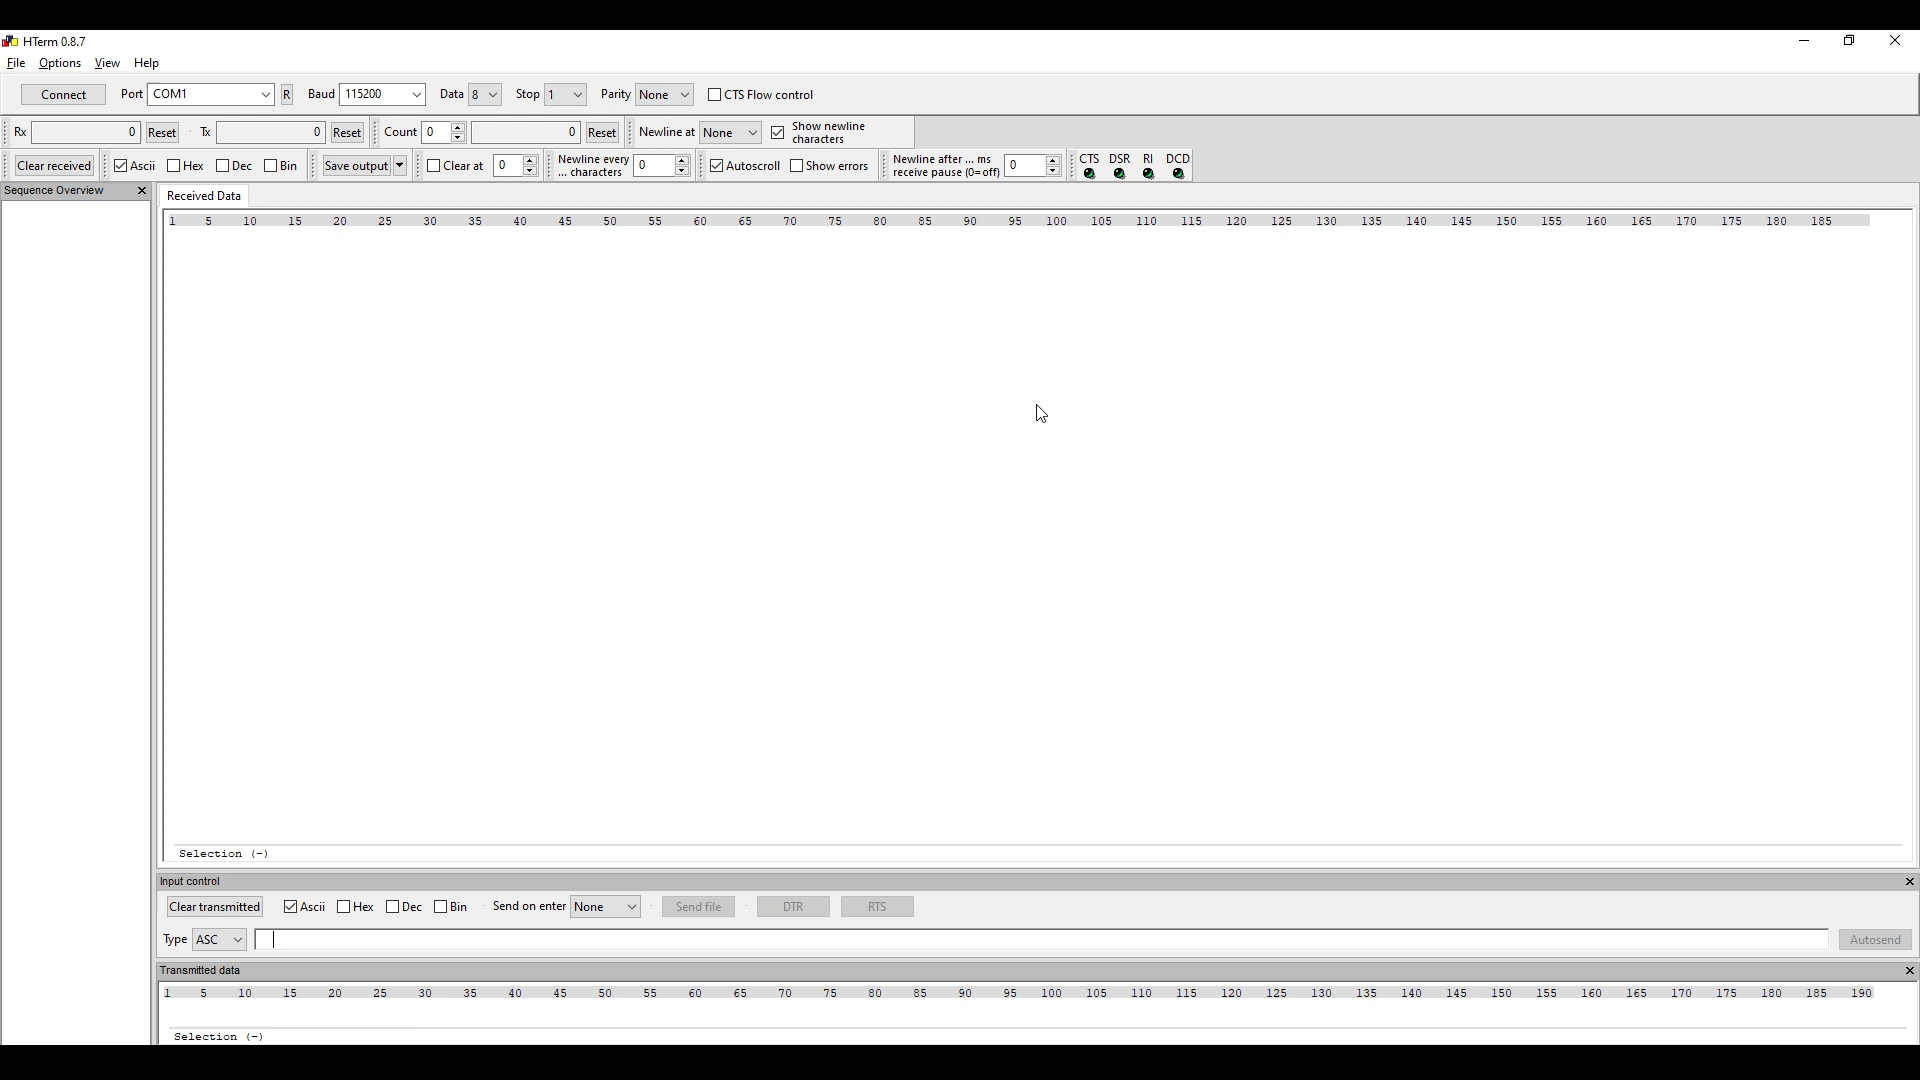 HTerm 0.8.7
File Options View Help
Connect Port COM1 R Baud 115200 Data 8 Stop 1 Parity None CTS Flow control
Rx 0 Reset Tx 0 Reset Count 0 0 Reset Newline at None Show newline characters
Clear received Ascii Hex Dec Bin Save output Clear at 0 Newline every ... characters 0 Autoscroll Show errors Newline after ... ms receive pause (0=off) 0 CTS DSR RI DCD
Sequence Overview
Received Data
1 5 10 15 20 25 30 35 40 45 50 55 60 65 70 75 80 85 90 95 100 105 110 115 120 125 130 135 140 145 150 155 160 165 170 175 180 185
Selection (-)
Input control
Clear transmitted Ascii Hex Dec Bin Send on enter None Send file DTR RTS
Type ASC Autosend
Transmitted data
1 5 10 15 20 25 30 35 40 45 50 55 60 65 70 75 80 85 90 95 100 105 110 115 120 125 130 135 140 145 150 155 160 165 170 175 180 185 190
Selection (-)